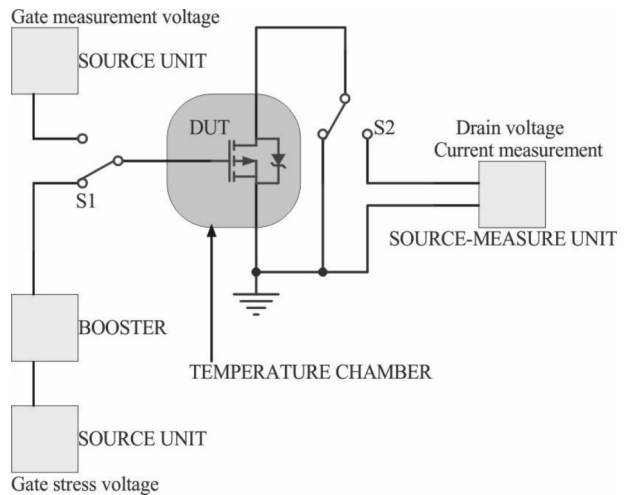 Gate measurement voltage
SOURCE UNIT
DUT
S1
S2
Drain voltage
Current measurement
SOURCE-MEASURE UNIT
BOOSTER
TEMPERATURE CHAMBER
SOURCE UNIT
Gate stress voltage